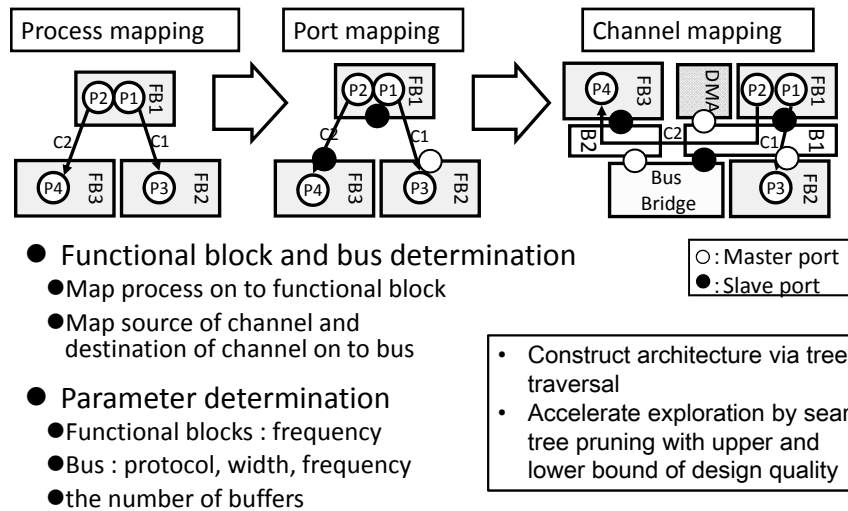 Process mapping
Port mapping
Channel mapping
P2 P1
FB1
C2
C1
P4
FB3
P3
FB2
P2 P1
FB1
C2
C1
P4
FB3
P3
FB2
P4
FB3
DMA
P2 P1
FB1
B2
C2
C1
B1
Bus
Bridge
P3
FB2
● Functional block and bus determination
●Map process on to functional block
●Map source of channel and
destination of channel on to bus
○: Master port
●: Slave port
● Parameter determination
●Functional blocks : frequency
●Bus : protocol, width, frequency
●the number of buffers
• Construct architecture via tree
traversal
• Accelerate exploration by sear
tree pruning with upper and
lower bound of design quality